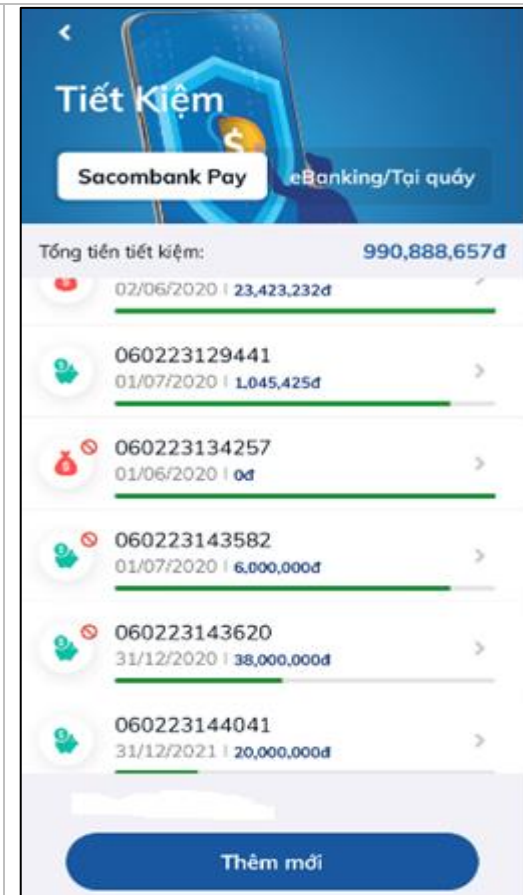 Tiết Kiệm
Sacombank Pay eBanking/Tại quầy
Tổng tiền tiết kiệm: 990,888,657đ
02/06/2020 | 23,423,232đ
060223129441
01/07/2020 | 1,045,425đ
060223134257
01/06/2020 | 0đ
060223143582
01/07/2020 | 6,000,000đ
060223143620
31/12/2020 | 38,000,000đ
060223144041
31/12/2021 | 20,000,000đ
Thêm mới